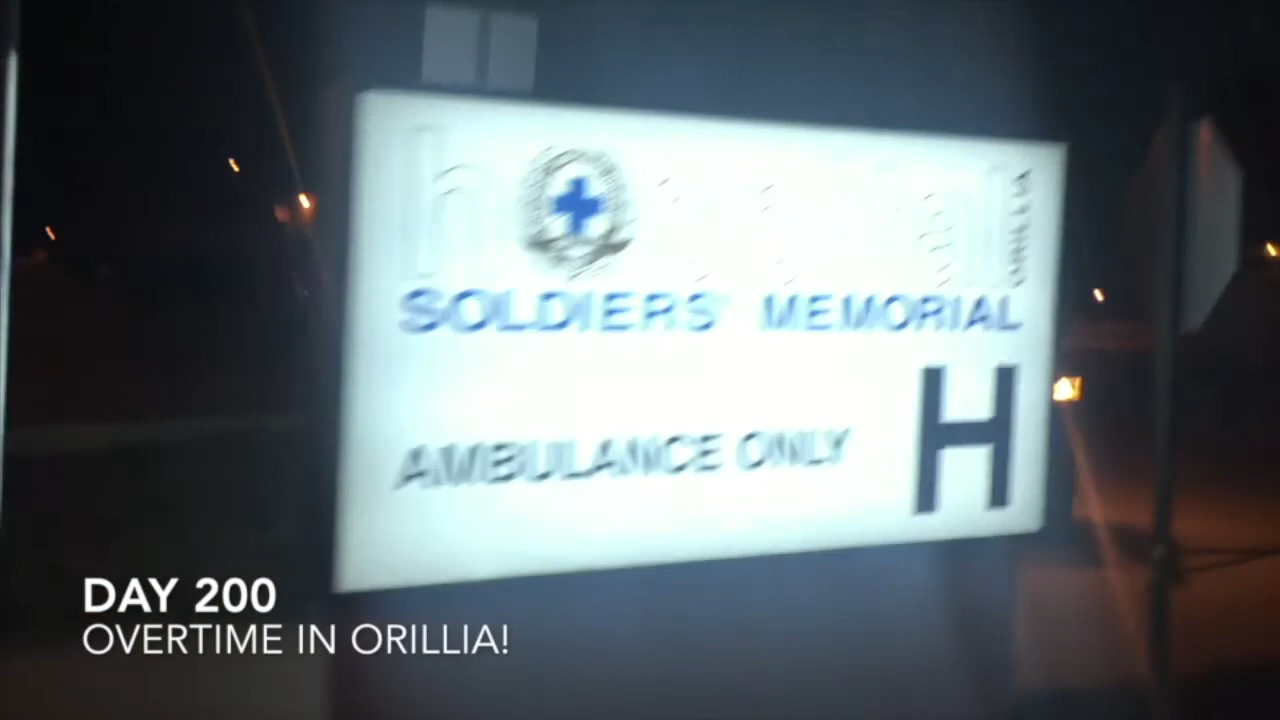 SOLDIERS' MEMORIAL
AMBULANCE ONLY
H
DAY 200
OVERTIME IN ORILLIA!